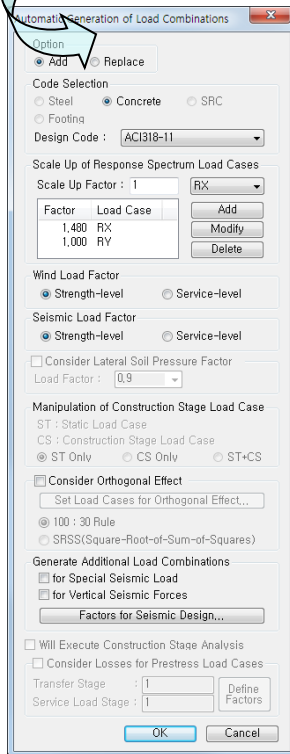 Automatic Generation of Load Combinations
Option
Add Replace
Code Selection
Steel Concrete SRC
Footing
Design Code : ACI318-11
Scale Up of Response Spectrum Load Cases
Scale Up Factor : 1 RX
Factor Load Case Add
1,480 RX Modify
1,000 RY Delete
Wind Load Factor
Strength-level Service-level
Seismic Load Factor
Strength-level Service-level
Consider Lateral Soil Pressure Factor
Load Factor : 0,9
Manipulation of Construction Stage Load Case
ST : Static Load Case
CS : Construction Stage Load Case
ST Only CS Only ST+CS
Consider Orthogonal Effect
Set Load Cases for Orthogonal Effect,,,
100 : 30 Rule
SRSS(Square-Root-of-Sum-of-Squares)
Generate Additional Load Combinations
for Special Seismic Load
for Vertical Seismic Forces
Factors for Seismic Design,,,
Will Execute Construction Stage Analysis
Consider Losses for Prestress Load Cases
Transfer Stage : 1 Define
Service Load Stage : 1 Factors
OK Cancel